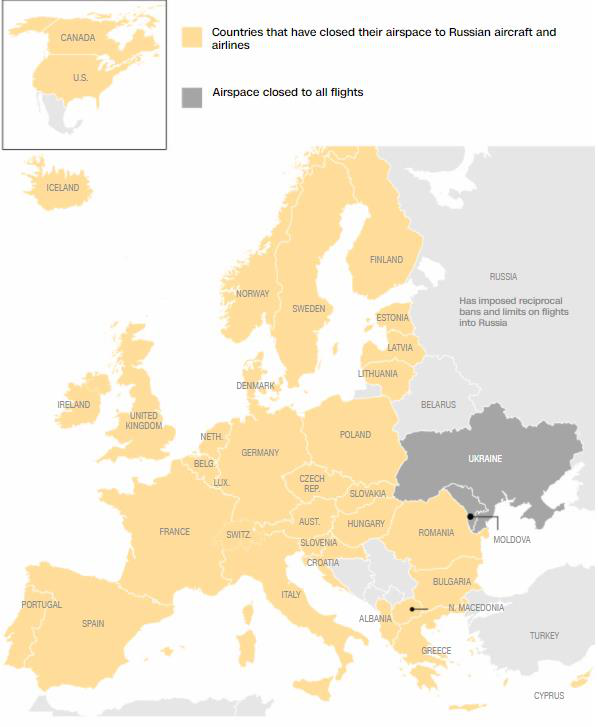 CANADA
U.S.
Countries that have closed their airspace to Russian aircraft and
airlines
Airspace closed to all flights
ICELAND
FINLAND
RUSSIA
NORWAY
SWEDEN
Has imposed reciprocal
bans and limits on flights
into Russia
ESTONIA
LATVIA
LITHUANIA
DENMARK
IRELAND
BELARUS
UNITED
KINGDOM
NETH.
POLAND
GERMANY
UKRAINE
BELG.
LUX.
CZECH
REP.
SLOVAKIA
FRANCE
SWITZ.
AUST.
HUNGARY
ROMANIA
MOLDOVA
SLOVENIA
CROATIA
BULGARIA
ITALY
PORTUGAL
SPAIN
ALBANIA
N. MACEDONIA
GREECE
TURKEY
CYPRUS